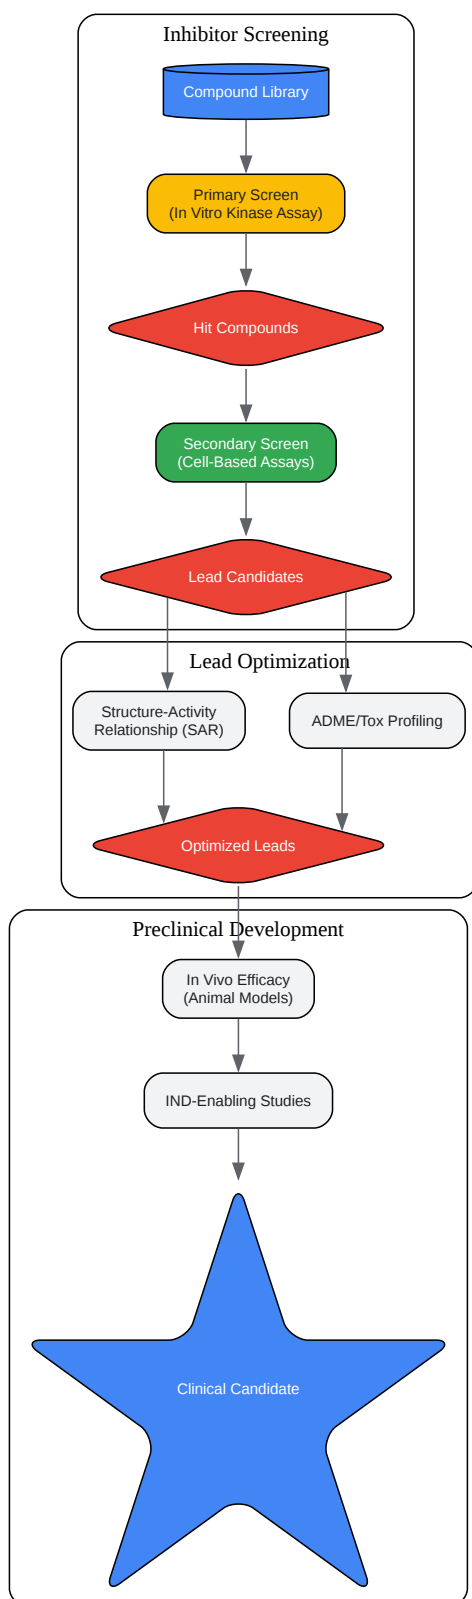 Inhibitor Screening
Compound Library
Primary Screen
(In Vitro Kinase Assay)
Hit Compounds
Secondary Screen
(Cell-Based Assays)
Lead Candidates
Lead Optimization
Structure-Activity
Relationship (SAR)
ADME/Tox Profiling
Optimized Leads
Preclinical Development
In Vivo Efficacy
(Animal Models)
IND-Enabling Studies
Clinical Candidate